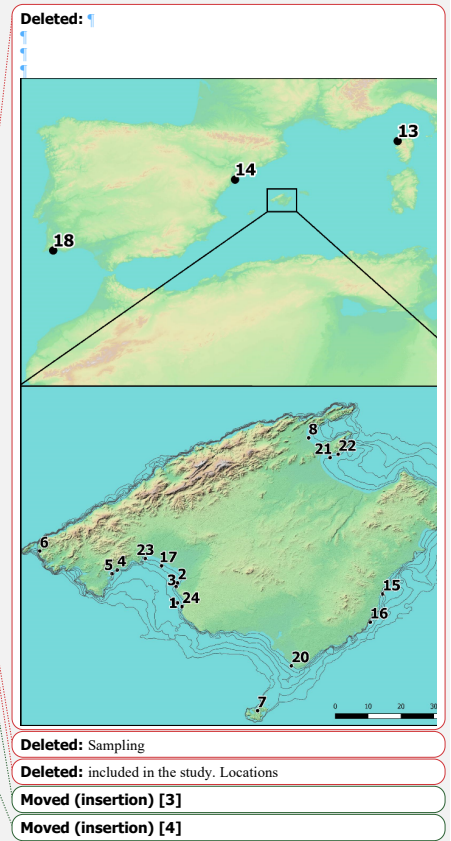 Deleted: ¶
¶
¶
¶
13
14
18
8
21 22
6
23 17
5 4
3 2
1 24
15
16
20
7
0 10 20 30
Deleted: Sampling
Deleted: included in the study. Locations
Moved (insertion) [3]
Moved (insertion) [4]